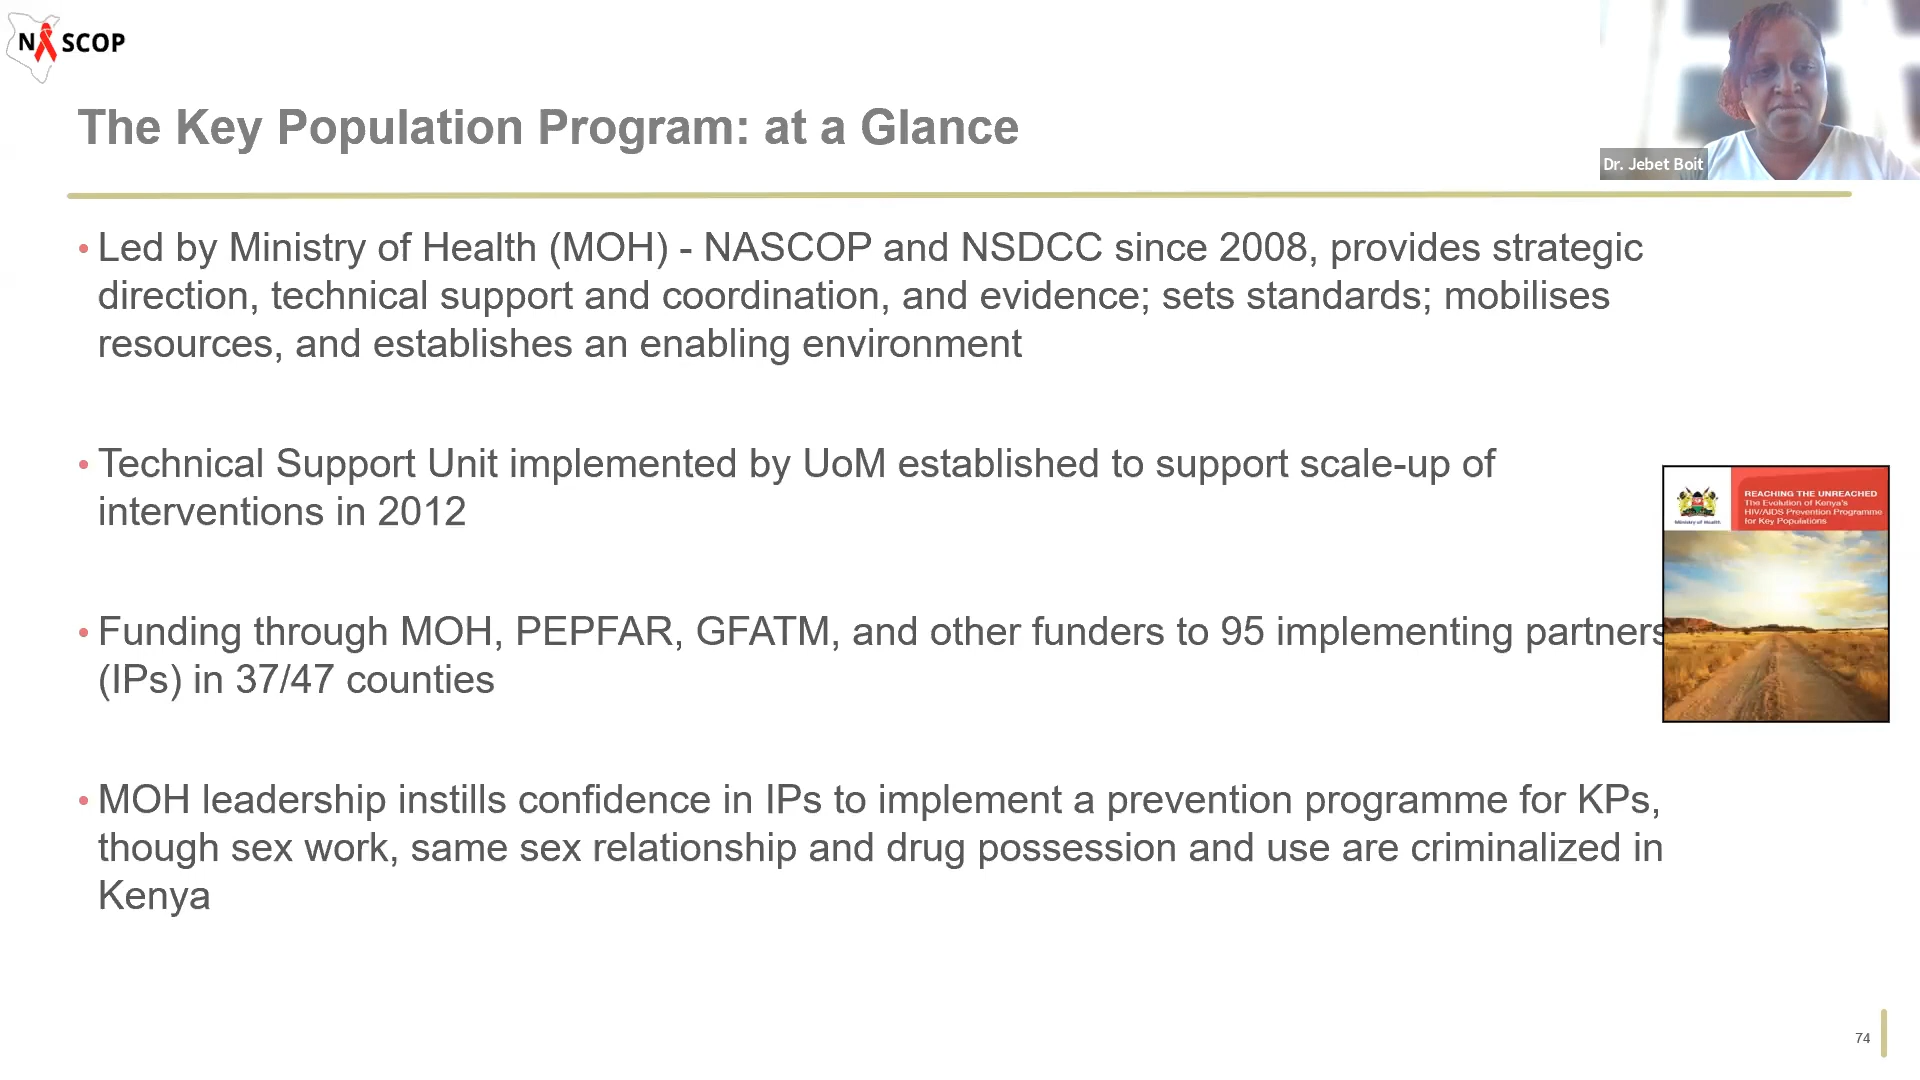 NASCOP
Dr. Jebet Boit
The Key Population Program: at a Glance
• Led by Ministry of Health (MOH) - NASCOP and NSDCC since 2008, provides strategic
direction, technical support and coordination, and evidence; sets standards; mobilises
resources, and establishes an enabling environment
• Technical Support Unit implemented by UoM established to support scale-up of
interventions in 2012
• Funding through MOH, PEPFAR, GFATM, and other funders to 95 implementing partners
(IPs) in 37/47 counties
• MOH leadership instills confidence in IPs to implement a prevention programme for KPs,
though sex work, same sex relationship and drug possession and use are criminalized in
Kenya
Ministry of Health
REACHING THE UNREACHED
The Evolution of Kenya's
HIV/AIDS Prevention Programme
for Key Populations
74